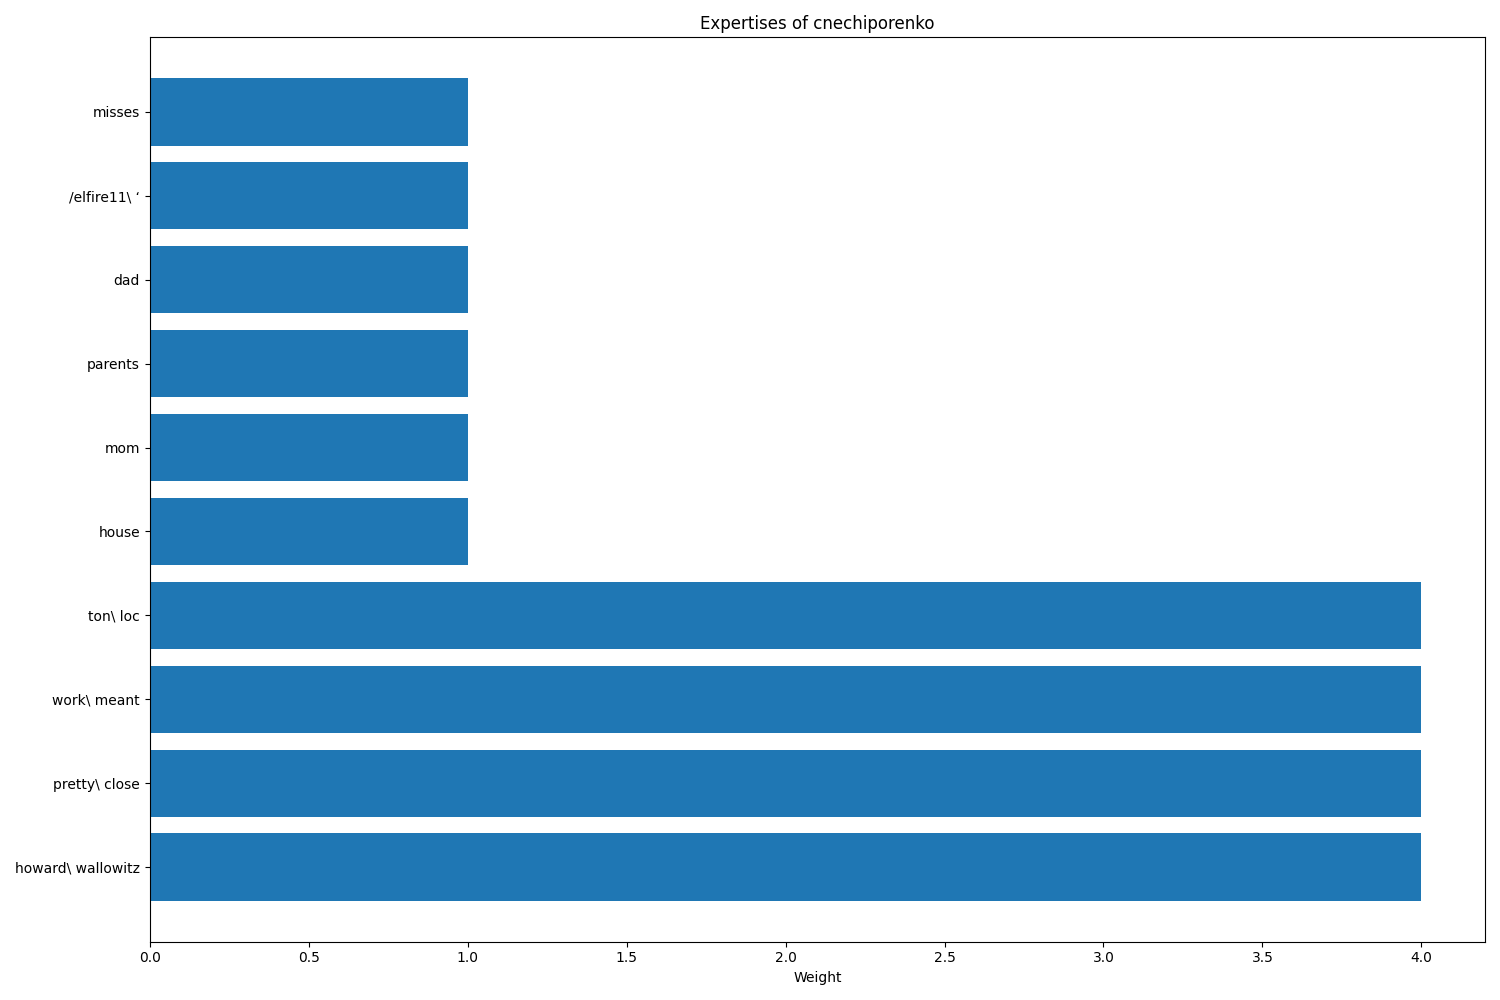 Expertises of cnechiporenko
misses
/elfire11\ ‘
dad
parents
mom
house
ton\ loc
work\ meant
pretty\ close
howard\ wallowitz
0.0 0.5 1.0 1.5 2.0 2.5 3.0 3.5 4.0
Weight